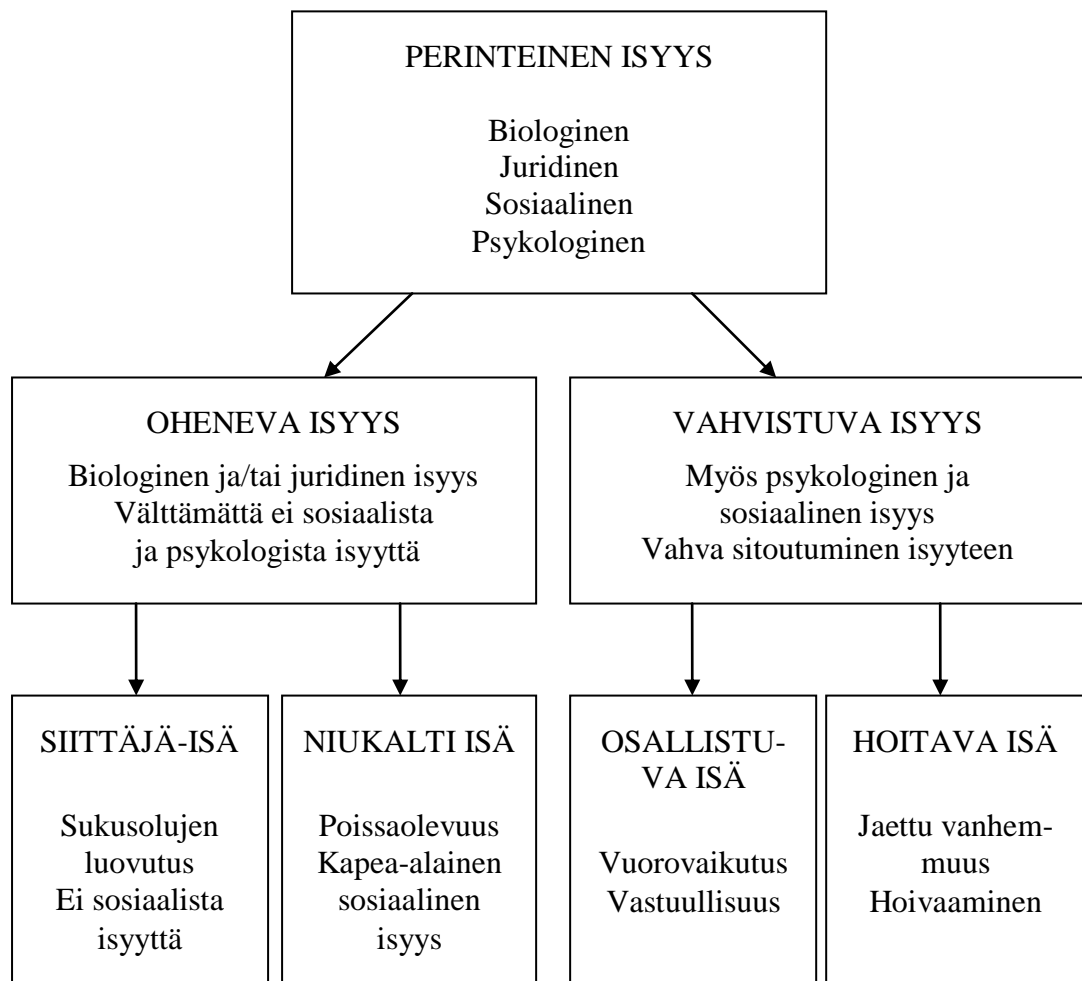 PERINTEINEN ISYYS
Biologinen
Juridinen
Sosiaalinen
Psykologinen
OHENEVA ISYYS
Biologinen ja/tai juridinen isyys
Välttämättä ei sosiaalista
ja psykologista isyyttä
VAHVISTUVA ISYYS
Myös psykologinen ja
sosiaalinen isyys
Vahva sitoutuminen isyyteen
SIITTÄJÄ-ISÄ
Sukusolujen
luovutus
Ei sosiaalista
isyyttä
NIUKALTI ISÄ
Poissaolevuus
Kapea-alainen
sosiaalinen
isyys
OSALLISTU-
VA ISÄ
Vuorovaikutus
Vastuullisuus
HOITAVA ISÄ
Jaettu vanhem-
muus
Hoivaaminen